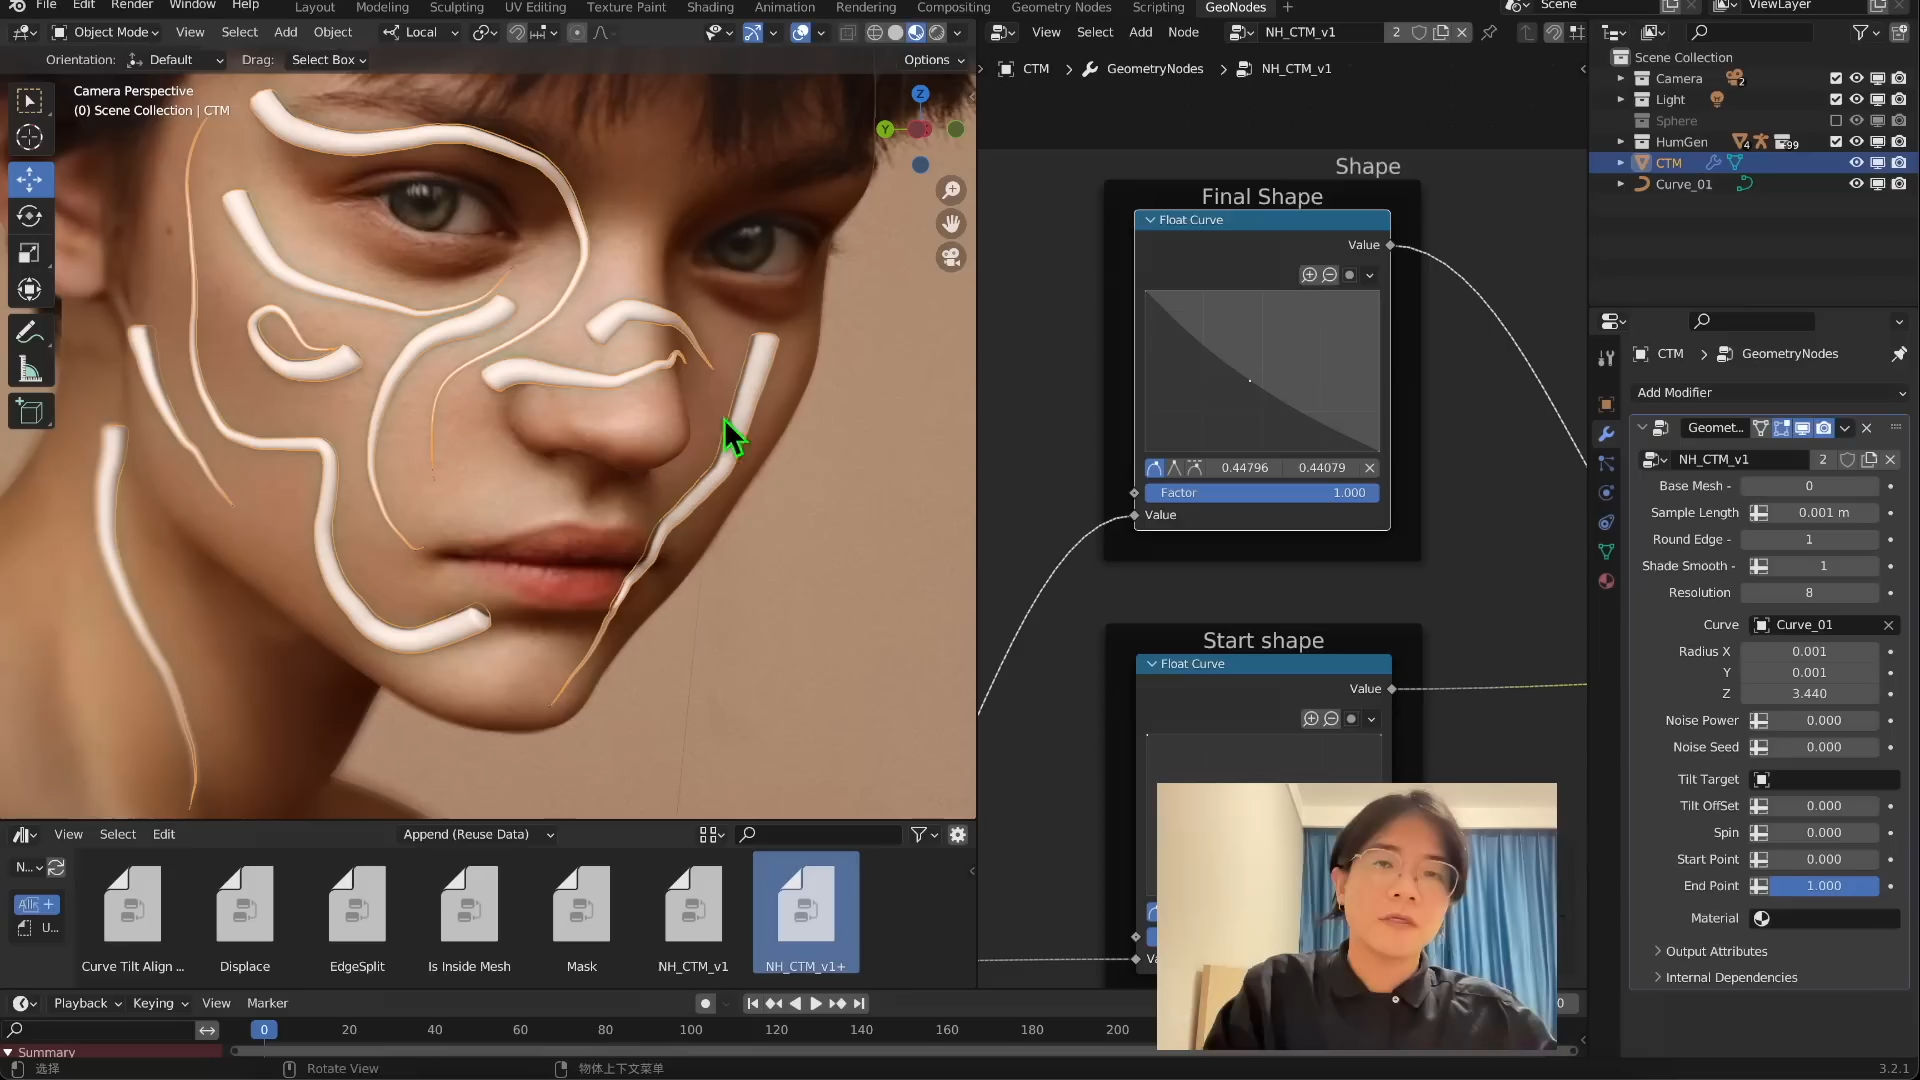 File Edit Render Window Help Layout Modeling Sculpting UV Editing Texture Paint Shading Animation Rendering Compositing Geometry Nodes Scripting GeoNodes Scene ViewLayer
Object Mode View Select Add Object Local
View Select Add Node NH_CTM_v1 2
Orientation: Default Drag: Select Box Options
CTM GeometryNodes NH_CTM_v1
Camera Perspective
(0) Scene Collection | CTM
Z
Y
Scene Collection
Camera 2
Light
Sphere
HumGen 4 99
CTM
Curve_01
Shape
Final Shape
Float Curve
Value
0.44796 0.44079
Factor 1.000
Value
Start shape
Float Curve
Value
CTM GeometryNodes
Add Modifier
Geomet...
NH_CTM_v1 2
Base Mesh - 0
Sample Length 0.001 m
Round Edge - 1
Shade Smooth - 1
Resolution 8
Curve Curve_01
Radius X 0.001
Y 0.001
Z 3.440
Noise Power 0.000
Noise Seed 0.000
Tilt Target
Tilt OffSet 0.000
Spin 0.000
Start Point 0.000
End Point 1.000
Material
Output Attributes
Internal Dependencies
View Select Edit Append (Reuse Data)
N...
All
U...
Curve Tilt Align ... Displace EdgeSplit Is Inside Mesh Mask NH_CTM_v1 NH_CTM_v1+
Playback Keying View Marker
0 20 40 60 80 100 120 140 160 180 200
Summary
选择 Rotate View 物体上下文菜单 3.2.1